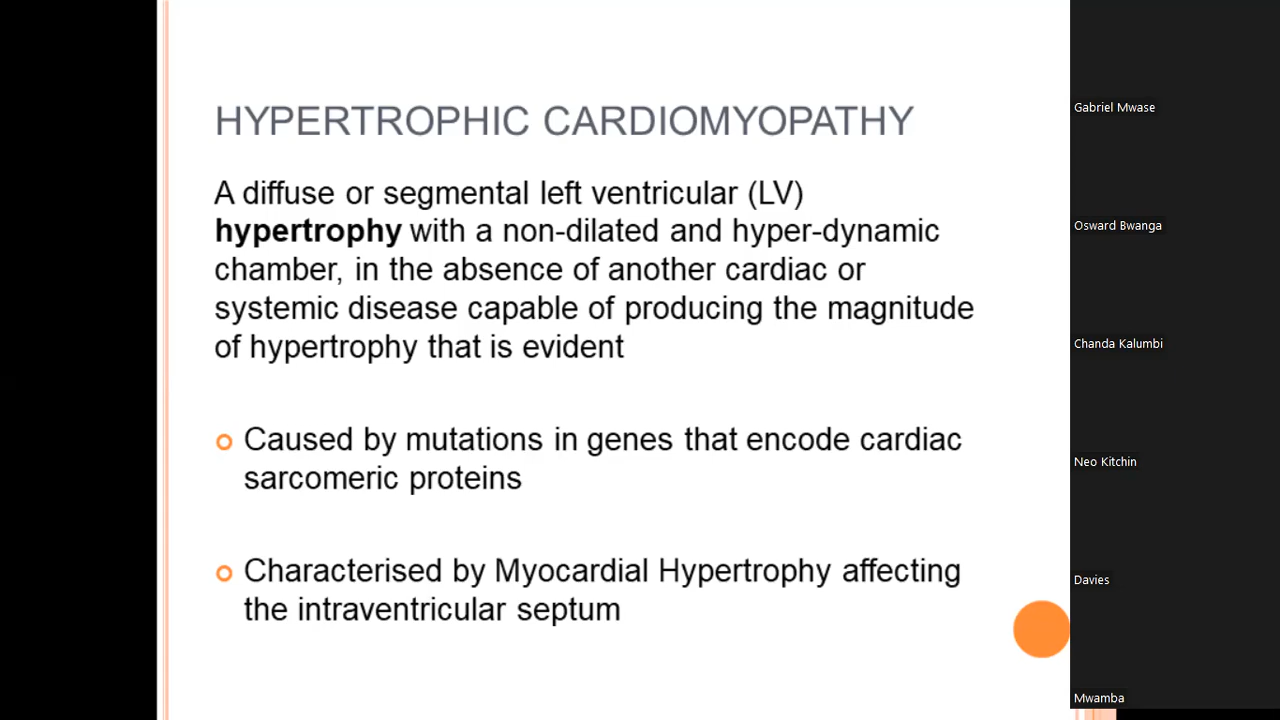 HYPERTROPHIC CARDIOMYOPATHY
A diffuse or segmental left ventricular (LV)
hypertrophy with a non-dilated and hyper-dynamic
chamber, in the absence of another cardiac or
systemic disease capable of producing the magnitude
of hypertrophy that is evident
Caused by mutations in genes that encode cardiac
sarcomeric proteins
Characterised by Myocardial Hypertrophy affecting
the intraventricular septum
Gabriel Mwase
Osward Bwanga
Chanda Kalumbi
Neo Kitchin
Davies
Mwamba